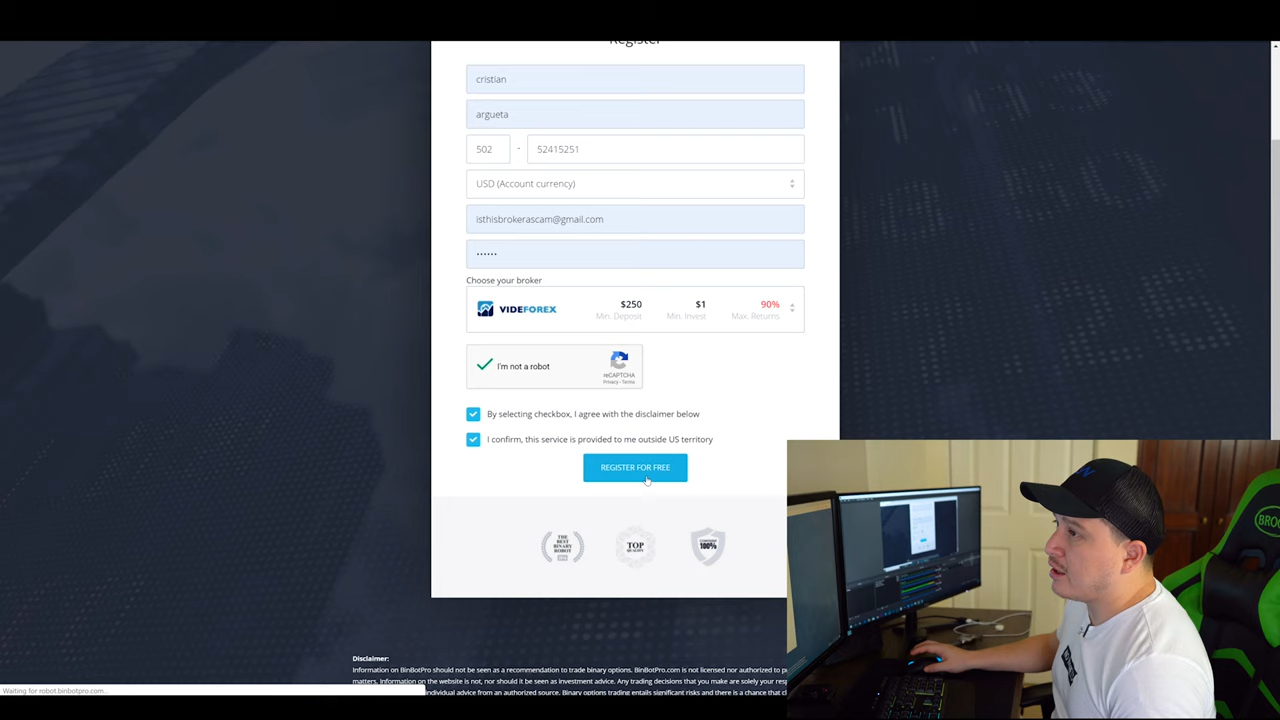 Register
cristian
argueta
502 - 52415251
USD (Account currency)
isthisbrokerascam@gmail.com
Choose your broker
VIDEFOREX $250 $1 90%
Min. Deposit Min. Invest Max. Returns
I'm not a robot
reCAPTCHA
Privacy - Terms
By selecting checkbox, I agree with the disclaimer below
I confirm, this service is provided to me outside US territory
REGISTER FOR FREE
THE BEST
BINARY
ROBOT
TOP
QUALITY
100%
Disclaimer:
Information on BinBotPro should not be seen as a recommendation to trade binary options. BinBotPro.com is not licensed nor authorized to
matters, information on the website is not, nor should it be seen as investment advice. Any trading decisions that you make are solely your
individual advice from an authorized source. Binary options trading entails significant risks and there is a chance that
Waiting for robot.binbotpro.com...